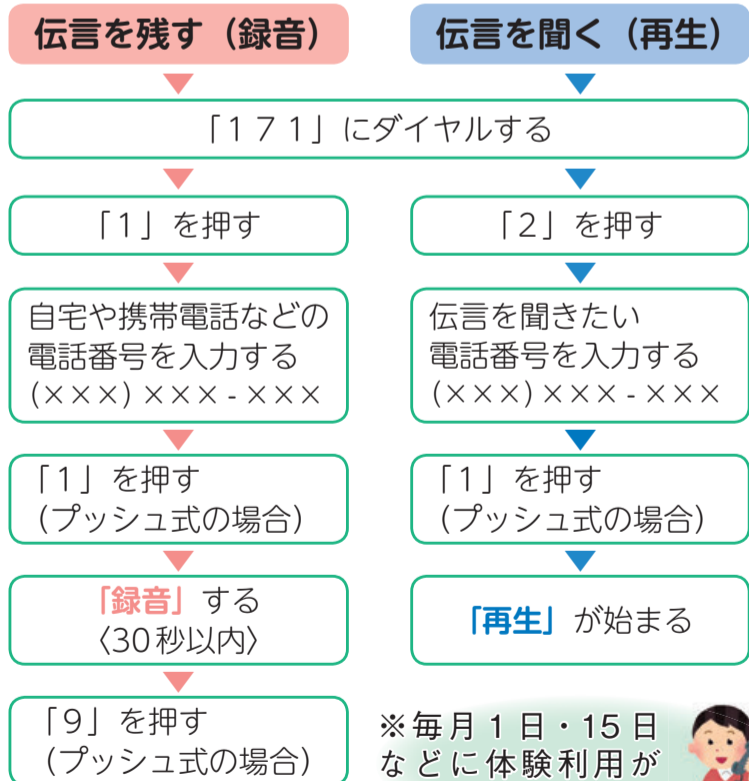 伝言を残す（録音）
伝言を聞く（再生）
「１７１」にダイヤルする
「1」を押す
「2」を押す
自宅や携帯電話などの
電話番号を入力する
(×××) ××× - ×××
伝言を聞きたい
電話番号を入力する
(×××) ××× - ×××
「1」を押す
（プッシュ式の場合）
「1」を押す
（プッシュ式の場合）
「録音」する
〈30秒以内〉
「再生」が始まる
「9」を押す
（プッシュ式の場合）
※毎月１日・15日
などに体験利用が